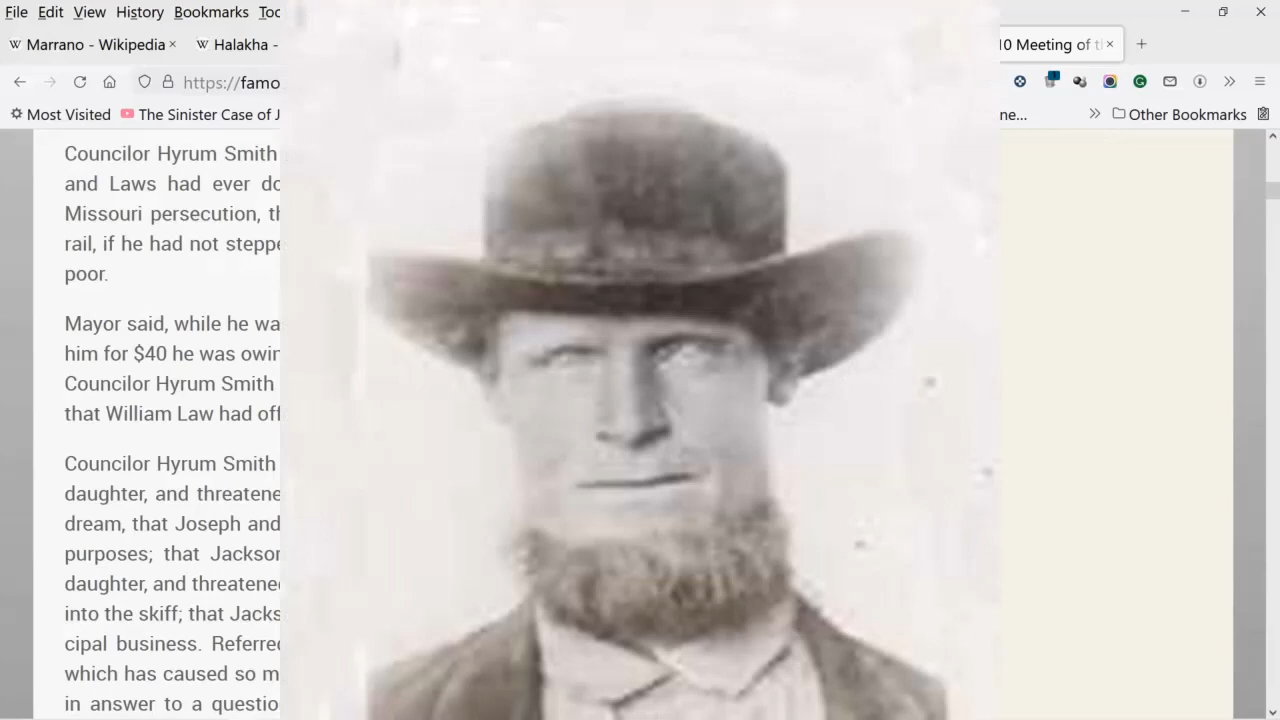 File Edit View History Bookmarks Too
Marrano - Wikipedia × Halakha - 10 Meeting of t ×
https://famo
Most Visited The Sinister Case of J ne... Other Bookmarks
Councilor Hyrum Smith
and Laws had ever do
Missouri persecution, th
rail, if he had not steppe
poor.
Mayor said, while he wa
him for $40 he was owin
Councilor Hyrum Smith
that William Law had off
Councilor Hyrum Smith
daughter, and threatene
dream, that Joseph and
purposes; that Jackson
daughter, and threatened
into the skiff; that Jacks
cipal business. Referred
which has caused so m
in answer to a questio